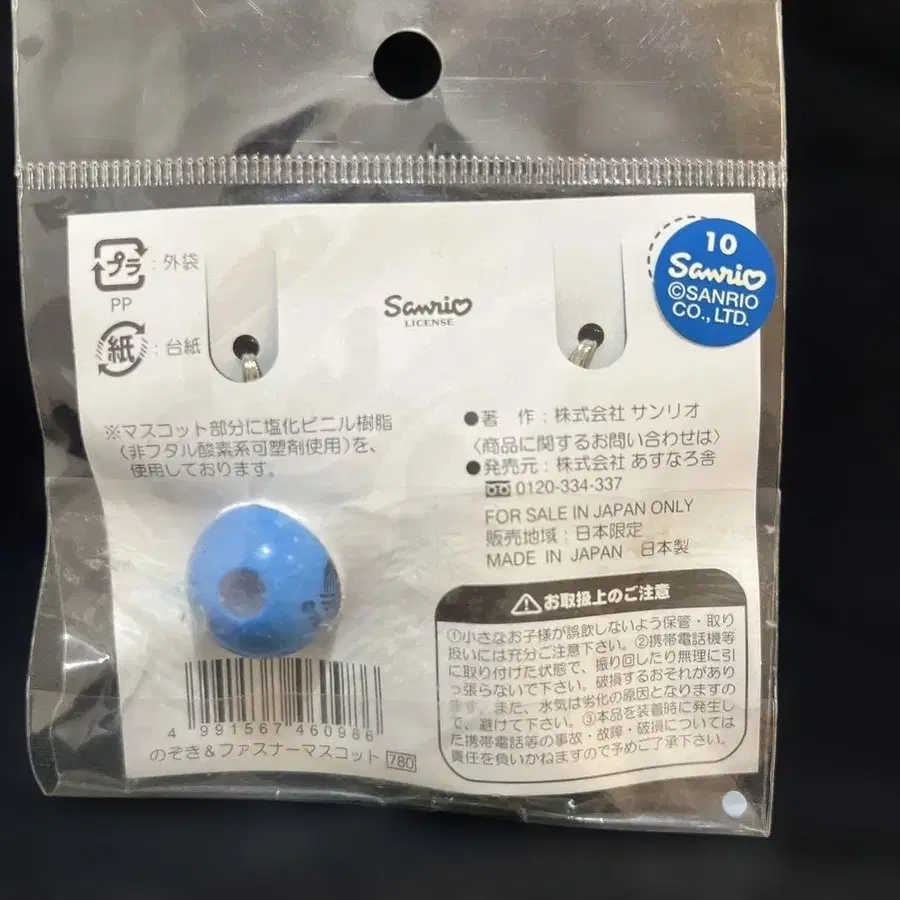 プラ : 外袋
PP
紙 : 台紙
Sanrio
LICENSE
10
Sanrio
©SANRIO
CO., LTD.
※マスコット部分に塩化ビニル樹脂
(非フタル酸素系可塑剤使用)を、
使用しております。
●著 作 : 株式会社 サンリオ
〈商品に関するお問い合わせは〉
●発売元 : 株式会社 あすなろ舎
0120-334-337
FOR SALE IN JAPAN ONLY
販売地域 : 日本限定
MADE IN JAPAN 日本製
お取扱上のご注意
①小さなお子様が誤飲しないよう保管・取り
扱いには充分ご注意下さい。②携帯電話機等
に取り付けた状態で、振り回したり無理に引
っ張らないで下さい。破損するおそれがありま
す。また、水気は劣化の原因となりますの
で、避けて下さい。③本品を装着時に発生し
た携帯電話等の事故・故障・破損については
責任を負いかねますので予めご了承下さい。
4 991567 460986
のぞき&ファスナーマスコット 780